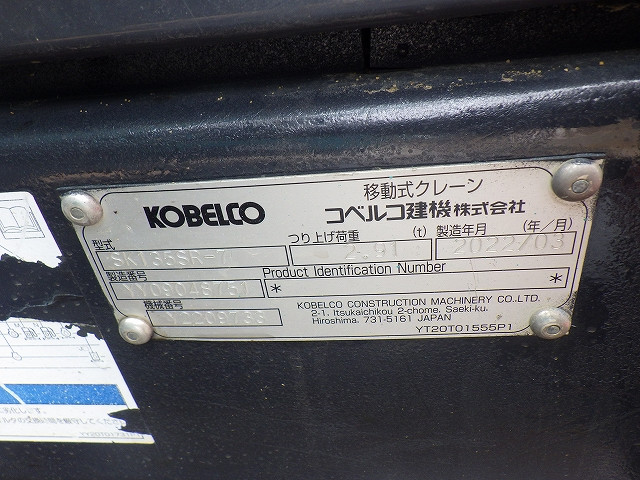 移動式クレーン
KOBELCO コベルコ建機株式会社
型式 つり上げ荷重 (t) 製造年月 (年/月)
2.91 2022/03
製造番号 Product Identification Number
* *
機械番号
KOBELCO CONSTRUCTION MACHINERY CO.,LTD.
2-1, Itsukaichikou 2-chome, Saeki-ku,
Hiroshima. 731-5161 JAPAN
YT20T01555P1